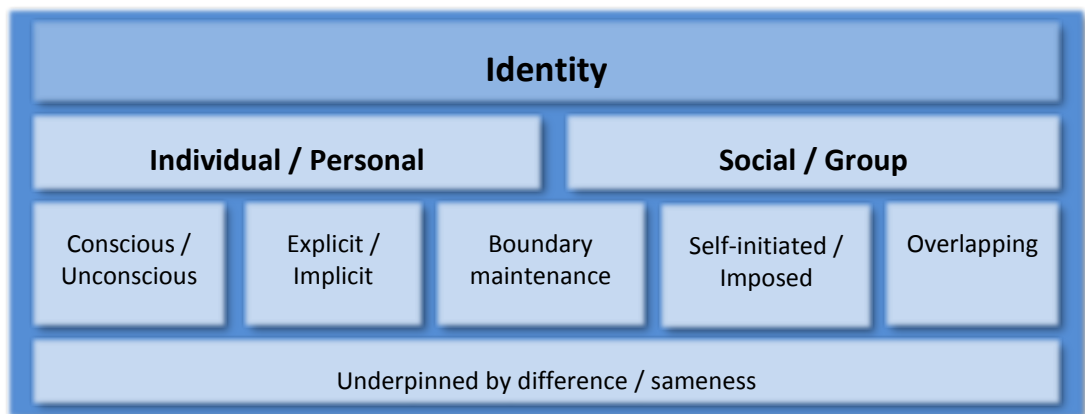 Identity
Individual / Personal
Social / Group
Conscious /
Unconscious
Explicit /
Implicit
Boundary
maintenance
Self-initiated /
Imposed
Overlapping
Underpinned by difference / sameness